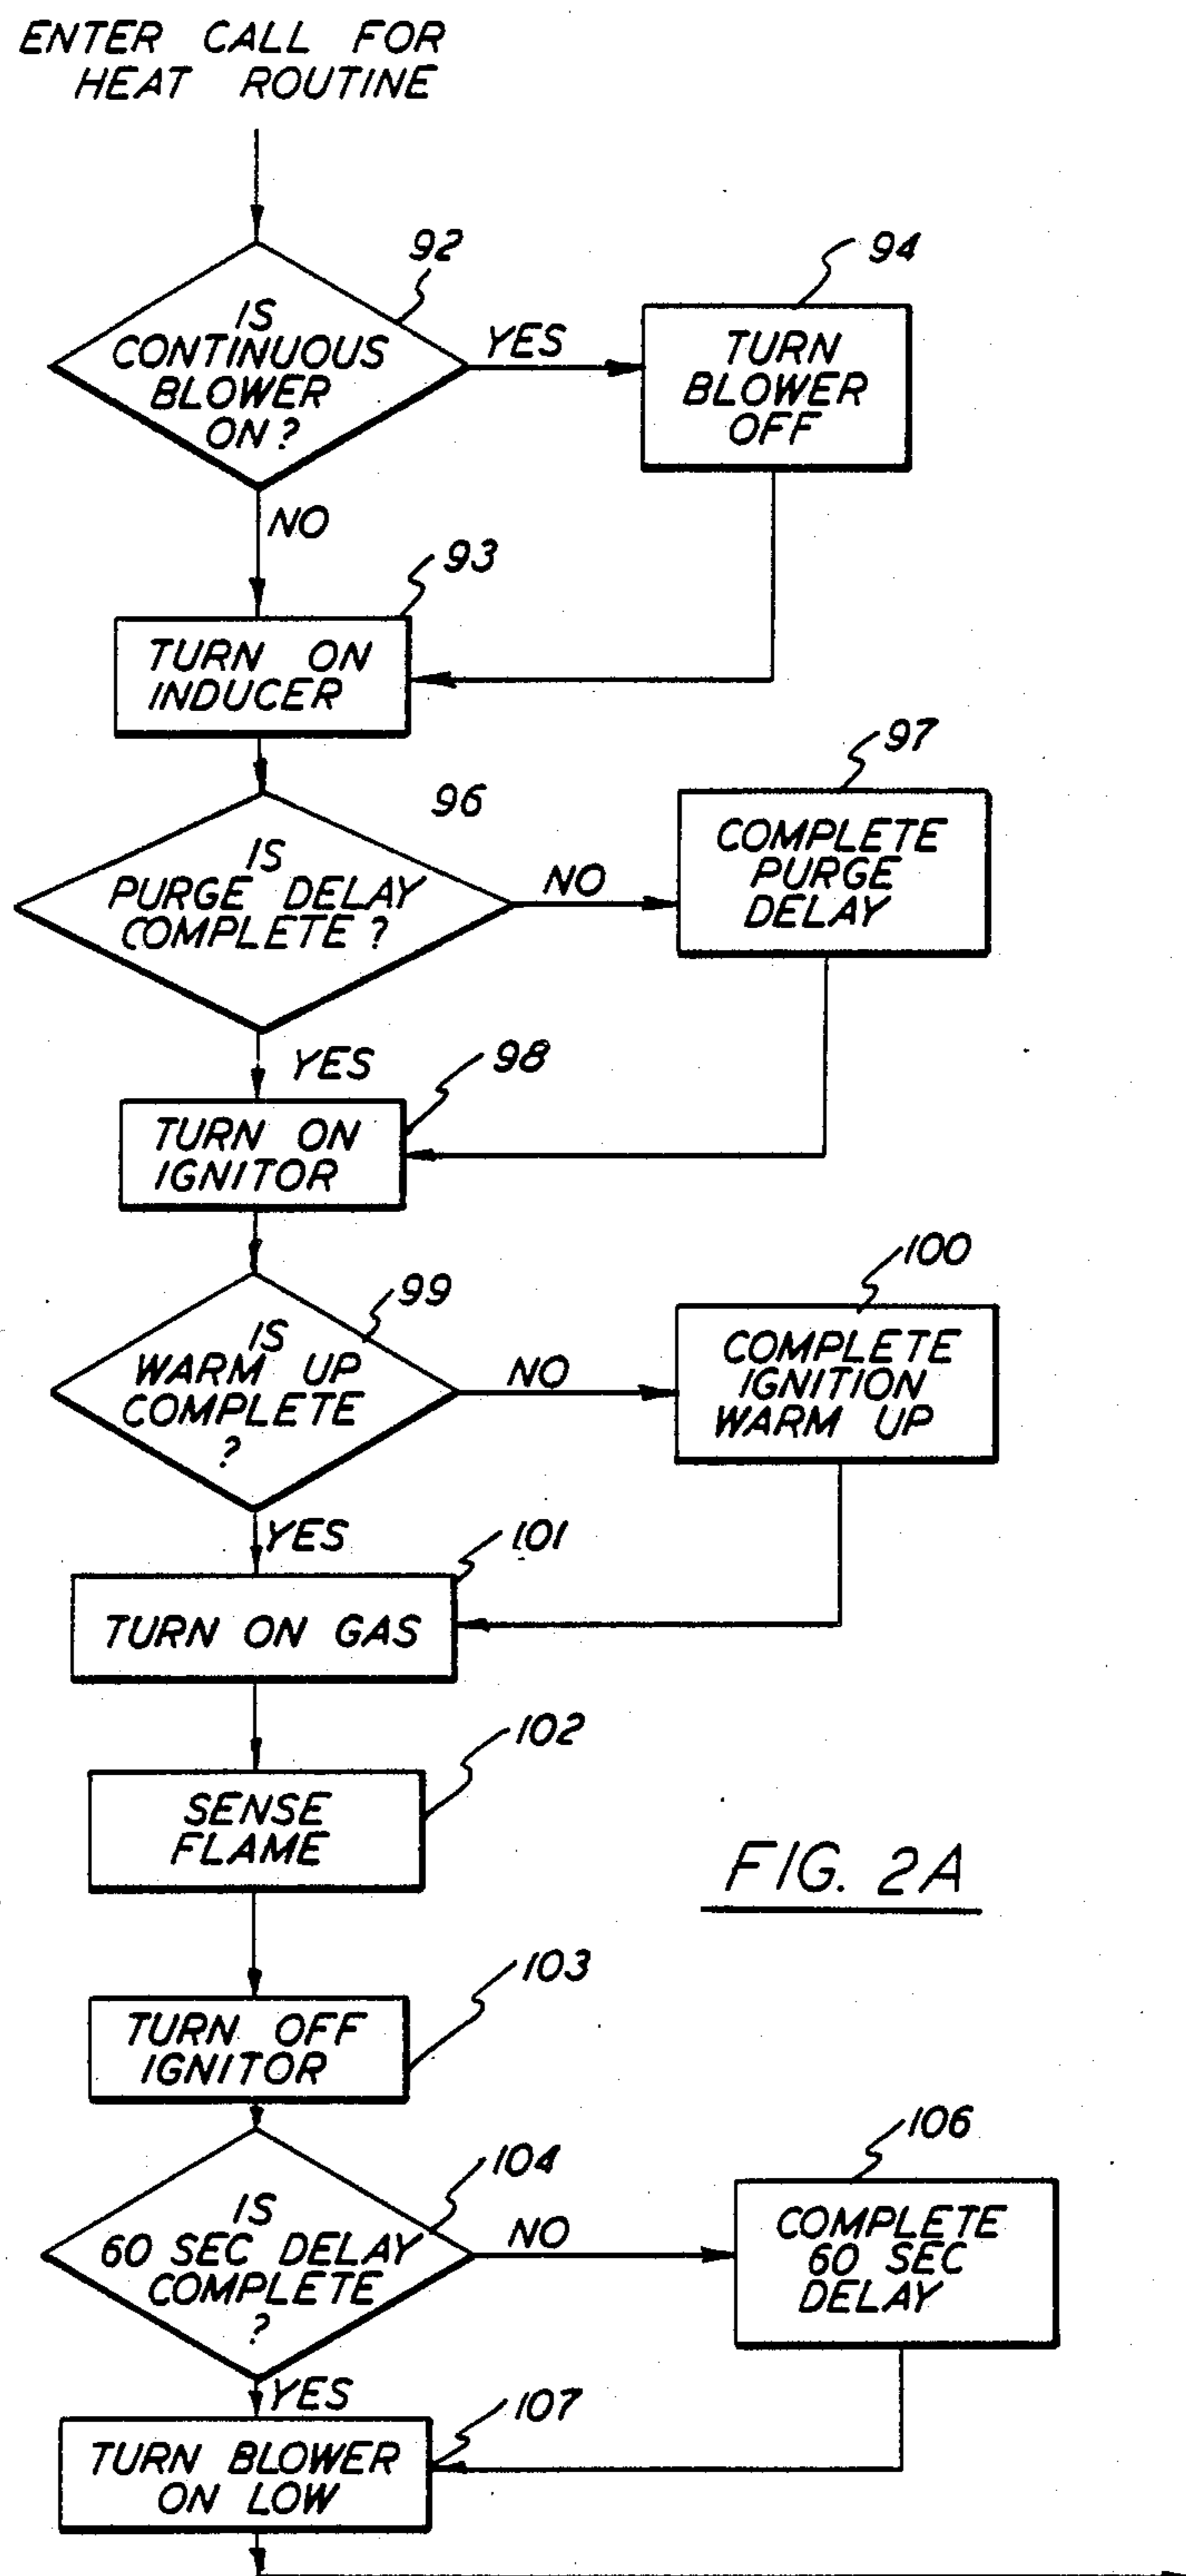 ENTER CALL FOR
HEAT ROUTINE
92
94
IS
CONTINUOUS
BLOWER
ON?
YES
TURN
BLOWER
OFF
NO
93
TURN ON
INDUCER
96
97
IS
PURGE DELAY
COMPLETE?
NO
COMPLETE
PURGE
DELAY
YES
98
TURN ON
IGNITOR
99
100
IS
WARM UP
COMPLETE
?
NO
COMPLETE
IGNITION
WARM UP
YES
101
TURN ON GAS
102
SENSE
FLAME
FIG. 2A
103
TURN OFF
IGNITOR
104
106
IS
60 SEC DELAY
COMPLETE
?
NO
COMPLETE
60 SEC
DELAY
YES
107
TURN BLOWER
ON LOW